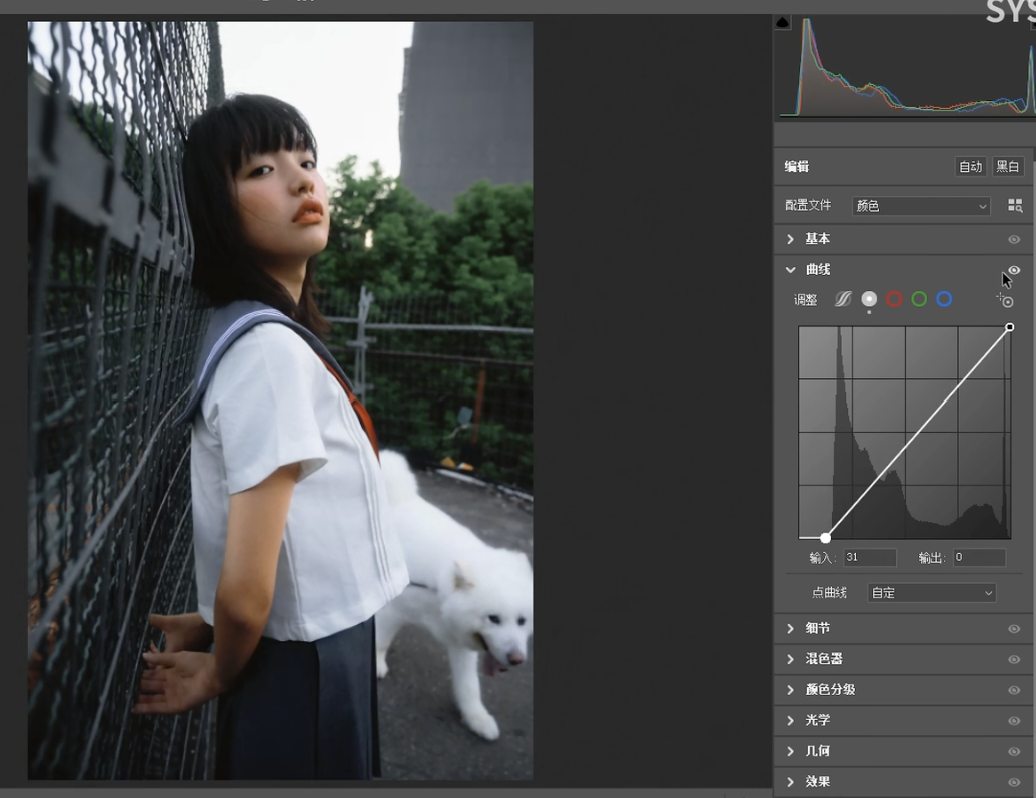 SYS
编辑
自动 黑白
配置文件 颜色
基本
曲线
调整
输入: 31 输出: 0
点曲线 自定
细节
混色器
颜色分级
光学
几何
效果